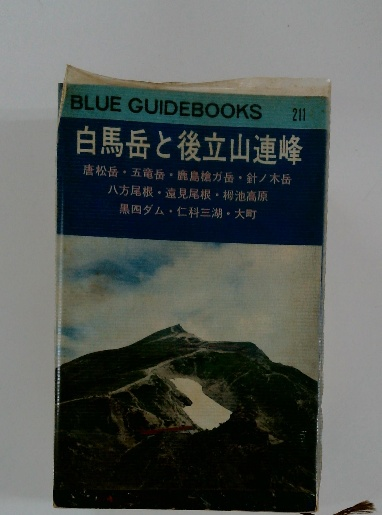 BLUE GUIDEBOOKS 211
白馬岳と後立山連峰
唐松岳・五竜岳・鹿島槍ガ岳・針ノ木岳
八方尾根・遠見尾根・栂池高原
黒四ダム・仁科三湖・大町